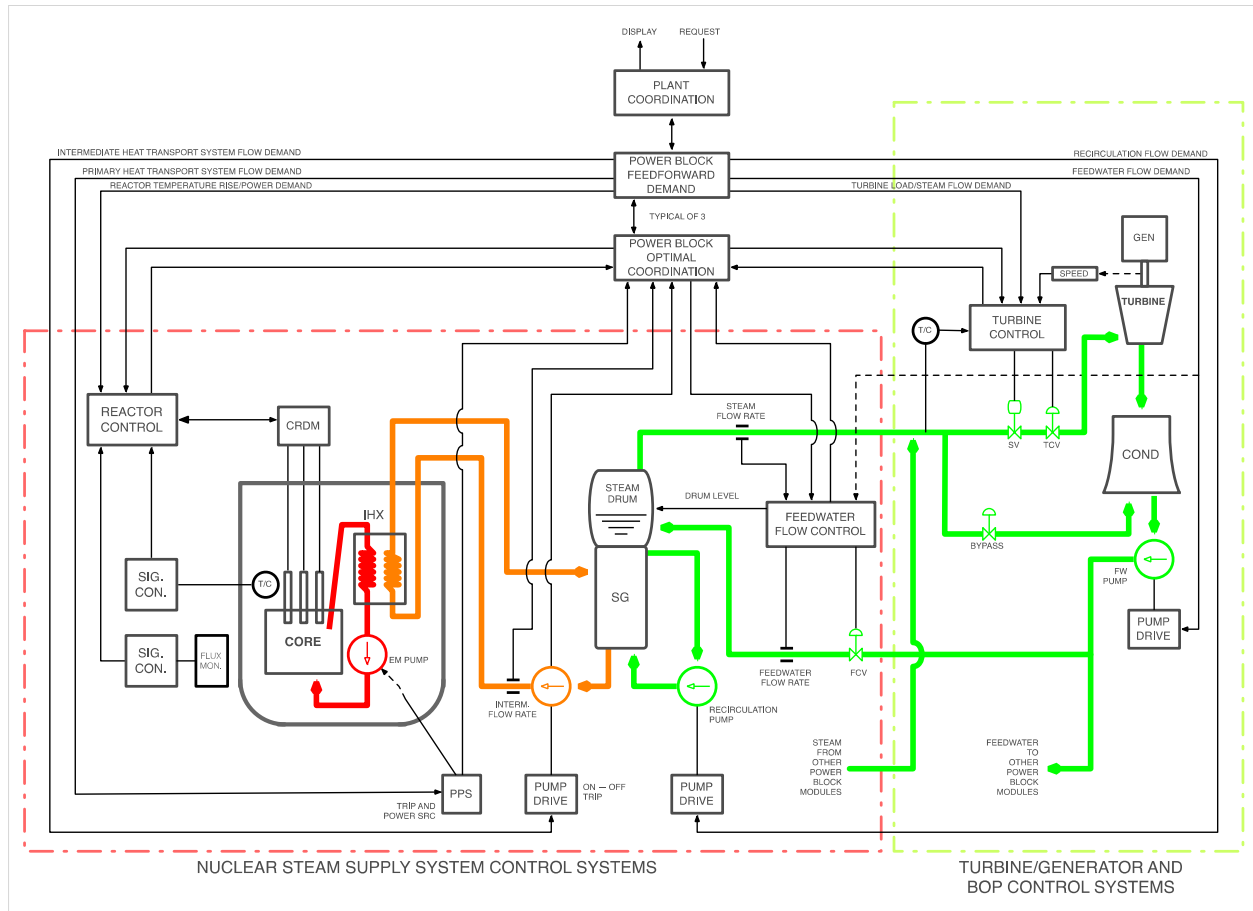 DISPLAY
REQUEST
PLANT
COORDINATION
INTERMEDIATE HEAT TRANSPORT SYSTEM FLOW DEMAND
PRIMARY HEAT TRANSPORT SYSTEM FLOW DEMAND
REACTOR TEMPERATURE RISE/POWER DEMAND
POWER BLOCK
FEEDFORWARD
DEMAND
RECIRCULATION FLOW DEMAND
FEEDWATER FLOW DEMAND
TURBINE LOAD/STEAM FLOW DEMAND
TYPICAL OF 3
POWER BLOCK
OPTIMAL
COORDINATION
GEN
SPEED
TURBINE
T/C
TURBINE
CONTROL
REACTOR
CONTROL
CRDM
STEAM
FLOW RATE
SV
TCV
COND
STEAM
DRUM
DRUM LEVEL
FEEDWATER
FLOW CONTROL
IHX
BYPASS
FW
PUMP
SIG.
CON.
T/C
SG
CORE
PUMP
DRIVE
SIG.
CON.
FLUX
MON.
EM PUMP
FEEDWATER
FLOW RATE
FCV
INTERM.
FLOW RATE
RECIRCULATION
PUMP
STEAM
FROM
OTHER
POWER
BLOCK
MODULES
FEEDWATER
TO
OTHER
POWER
BLOCK
MODULES
PPS
TRIP AND
POWER SRC
PUMP
DRIVE
ON — OFF
TRIP
PUMP
DRIVE
NUCLEAR STEAM SUPPLY SYSTEM CONTROL SYSTEMS
TURBINE/GENERATOR AND
BOP CONTROL SYSTEMS